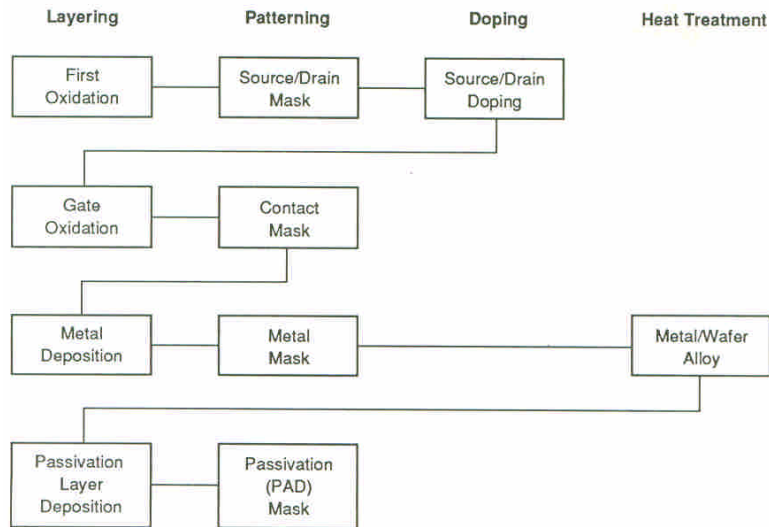 Layering Patterning Doping Heat Treatment
First
Oxidation
Source/Drain
Mask
Source/Drain
Doping
Gate
Oxidation
Contact
Mask
Metal
Deposition
Metal
Mask
Metal/Wafer
Alloy
Passivation
Layer
Deposition
Passivation
(PAD)
Mask